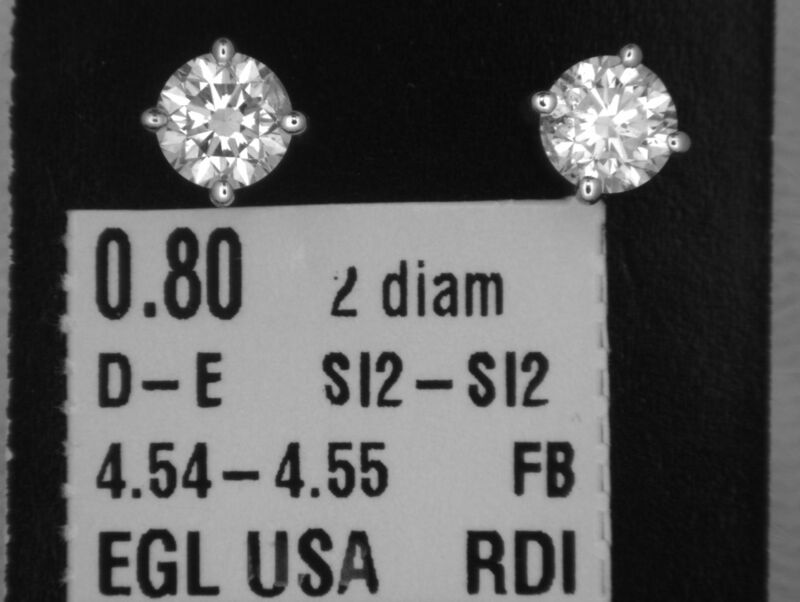 0.80 2 diam
D-E SI2-SI2
4.54-4.55 FB
EGL USA RDI